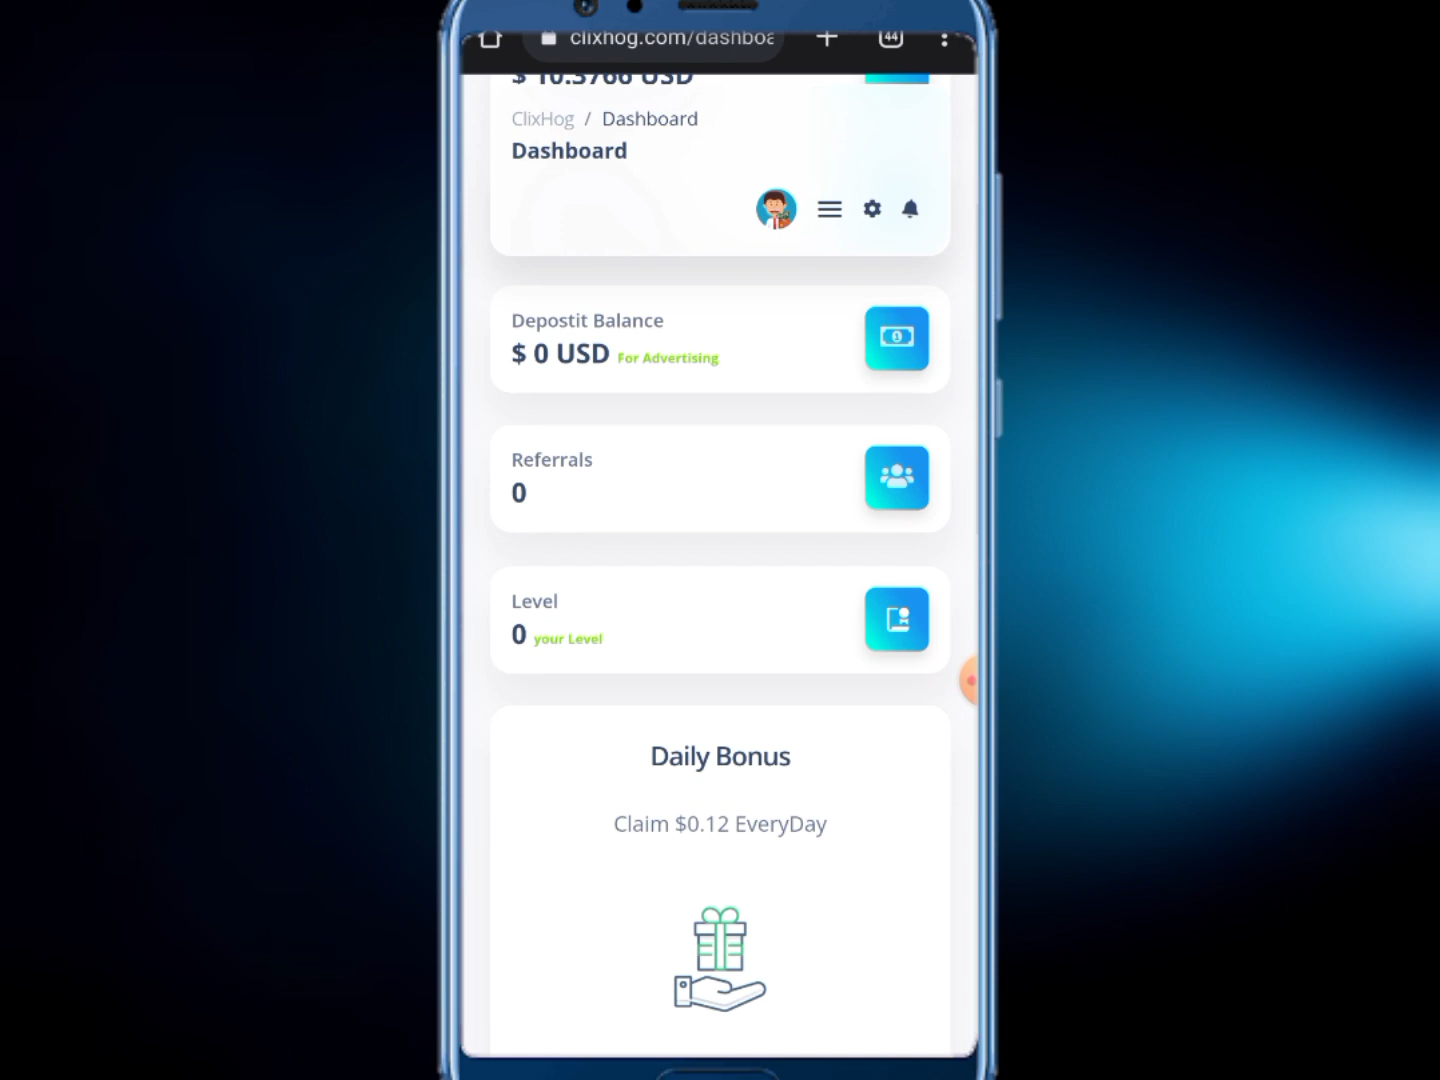 clixhog.com/dashboa
44
$ 10.3766 USD
ClixHog / Dashboard
Dashboard
Depostit Balance
$ 0 USD For Advertising
Referrals
0
Level
0 your Level
Daily Bonus
Claim $0.12 EveryDay